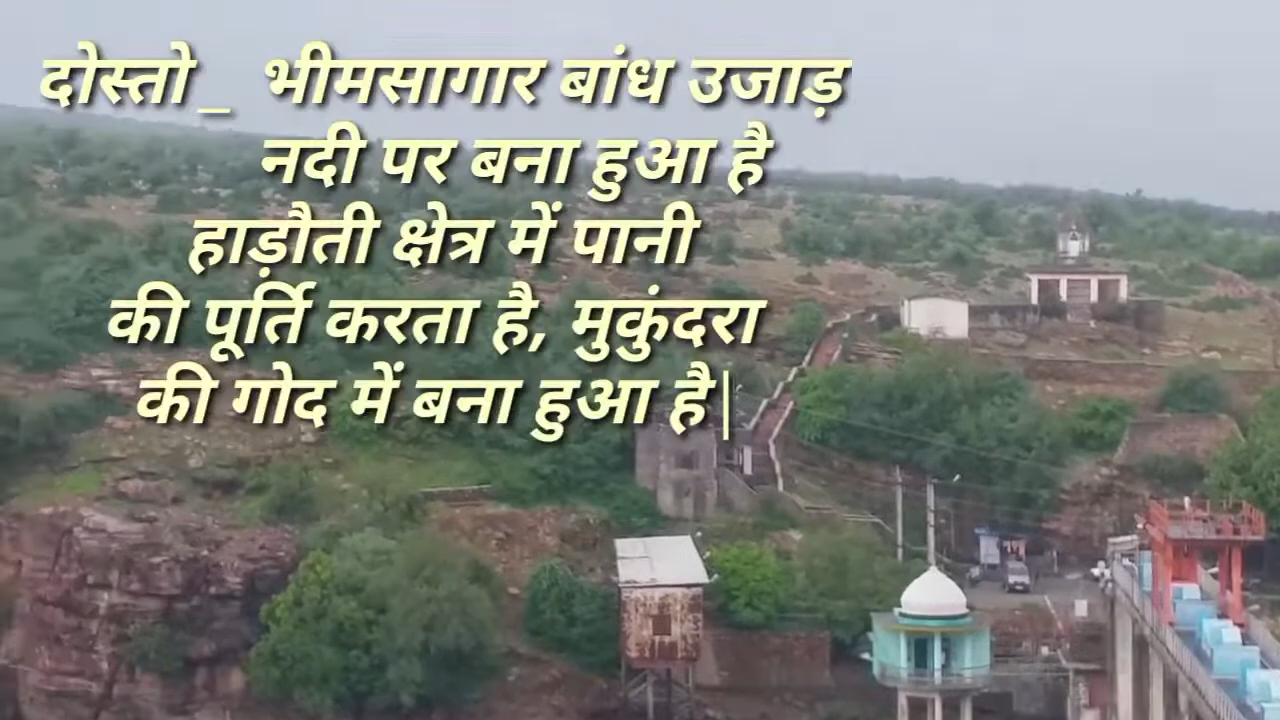 दोस्तो_ भीमसागार बांध उजाड़
नदी पर बना हुआ है
हाड़ौती क्षेत्र में पानी
की पूर्ति करता है, मुकुंदरा
की गोद में बना हुआ है|